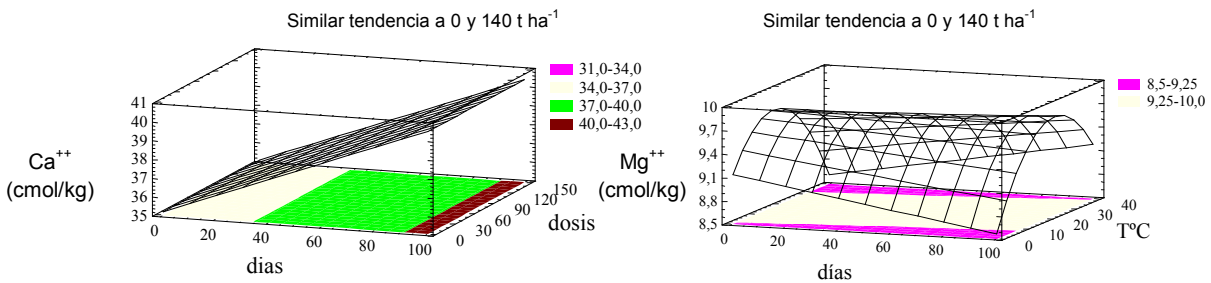 Similar tendencia a 0 y 140 t ha⁻¹
31,0-34,0
34,0-37,0
37,0-40,0
40,0-43,0
Ca⁺⁺
(cmol/kg)
41
40
39
38
37
36
35
0 20 40 60 80 100
dias
0 30 60 90 120 150
dosis
Similar tendencia a 0 y 140 t ha⁻¹
8,5-9,25
9,25-10,0
Mg⁺⁺
(cmol/kg)
10
9,7
9,4
9,1
8,8
8,5
0 20 40 60 80 100
días
0 10 20 30 40
TºC